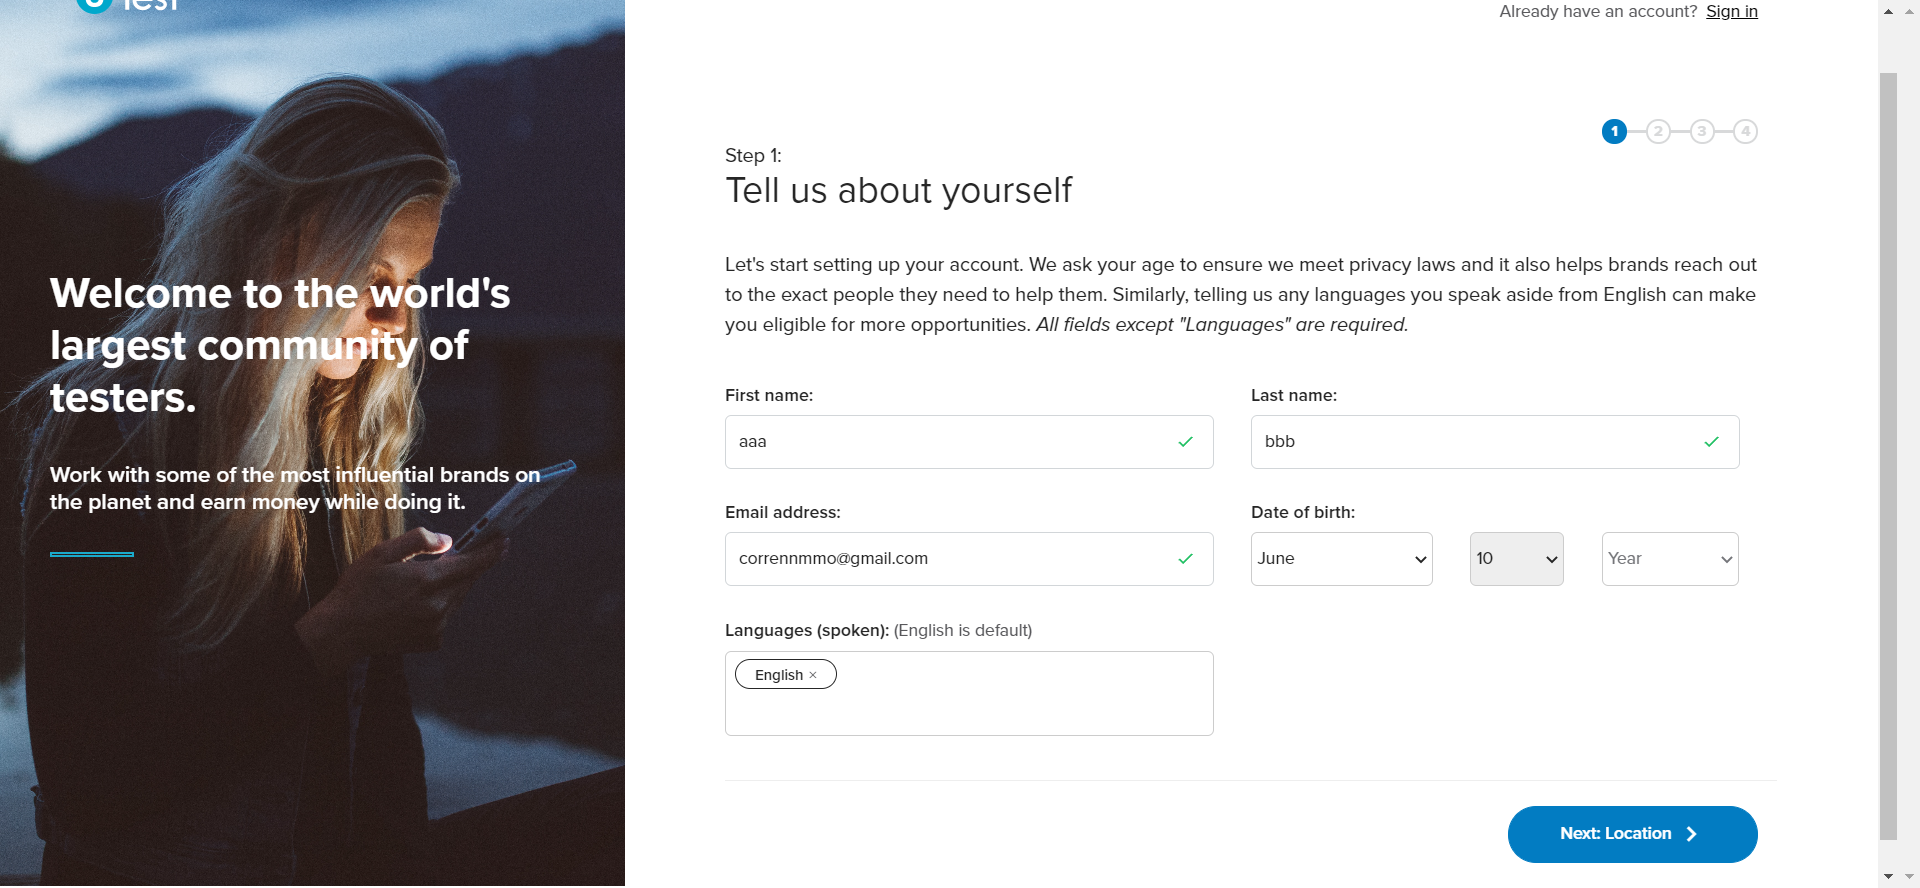 Already have an account? Sign in
1 2 3 4
Step 1:
Tell us about yourself
Welcome to the world's
largest community of
testers.
Work with some of the most influential brands on
the planet and earn money while doing it.
Let's start setting up your account. We ask your age to ensure we meet privacy laws and it also helps brands reach out
to the exact people they need to help them. Similarly, telling us any languages you speak aside from English can make
you eligible for more opportunities. All fields except "Languages" are required.
First name:
Last name:
aaa
bbb
Email address:
Date of birth:
corrennmmo@gmail.com
June
10
Year
Languages (spoken): (English is default)
English ×
Next: Location